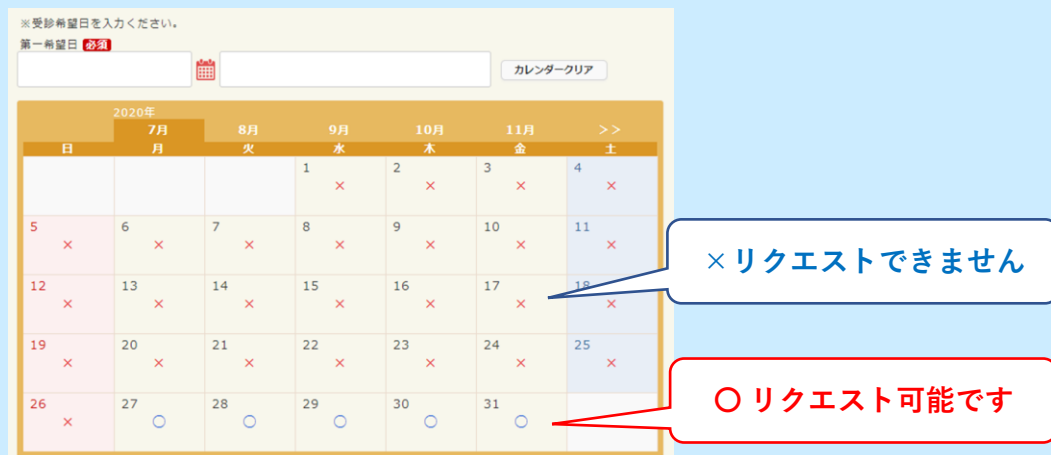 ※受診希望日を入力ください。
第一希望日 必須
カレンダークリア
2020年
7月 8月 9月 10月 11月 >>
日 月 火 水 木 金 土
1 2 3 4
× × × ×
5 6 7 8 9 10 11
× × × × × × ×
×リクエストできません
12 13 14 15 16 17 18
× × × × × × ×
19 20 21 22 23 24 25
× × × × × × ×
26 27 28 29 30 31
× ○ ○ ○ ○ ○
〇 リクエスト可能です